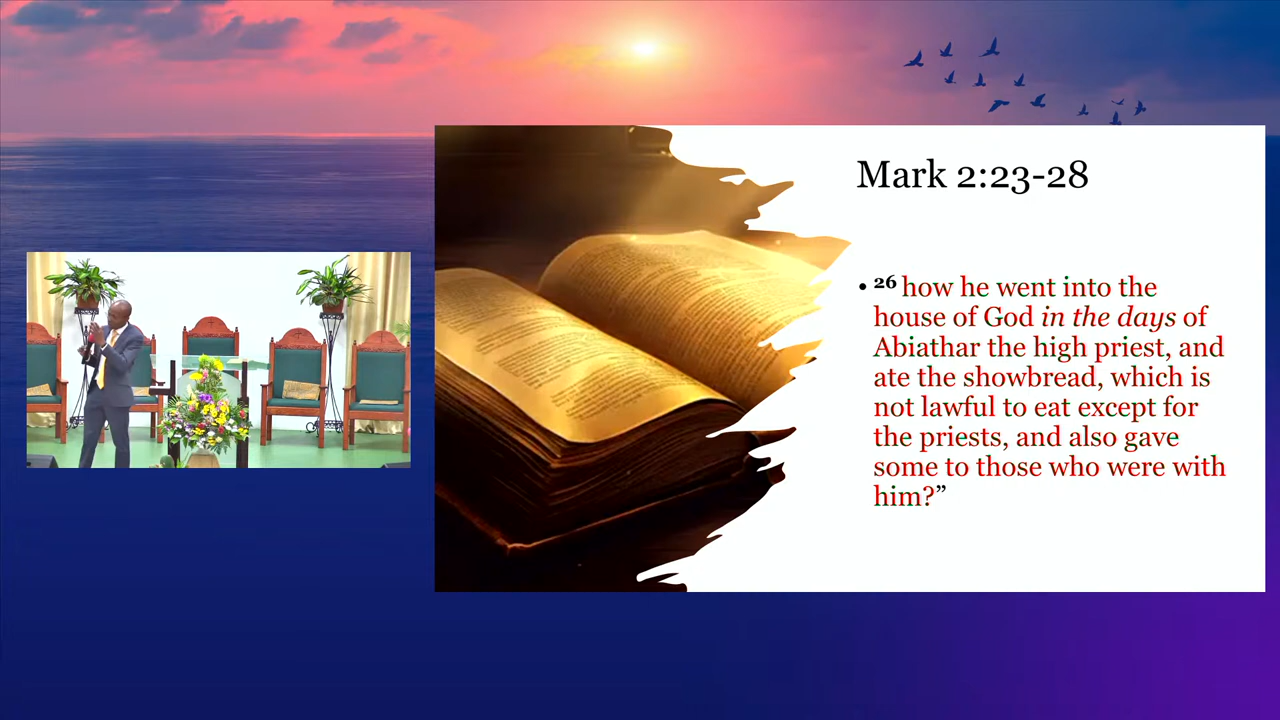 Mark 2:23-28
• 26 how he went into the
house of God in the days of
Abiathar the high priest, and
ate the showbread, which is
not lawful to eat except for
the priests, and also gave
some to those who were with
him?”